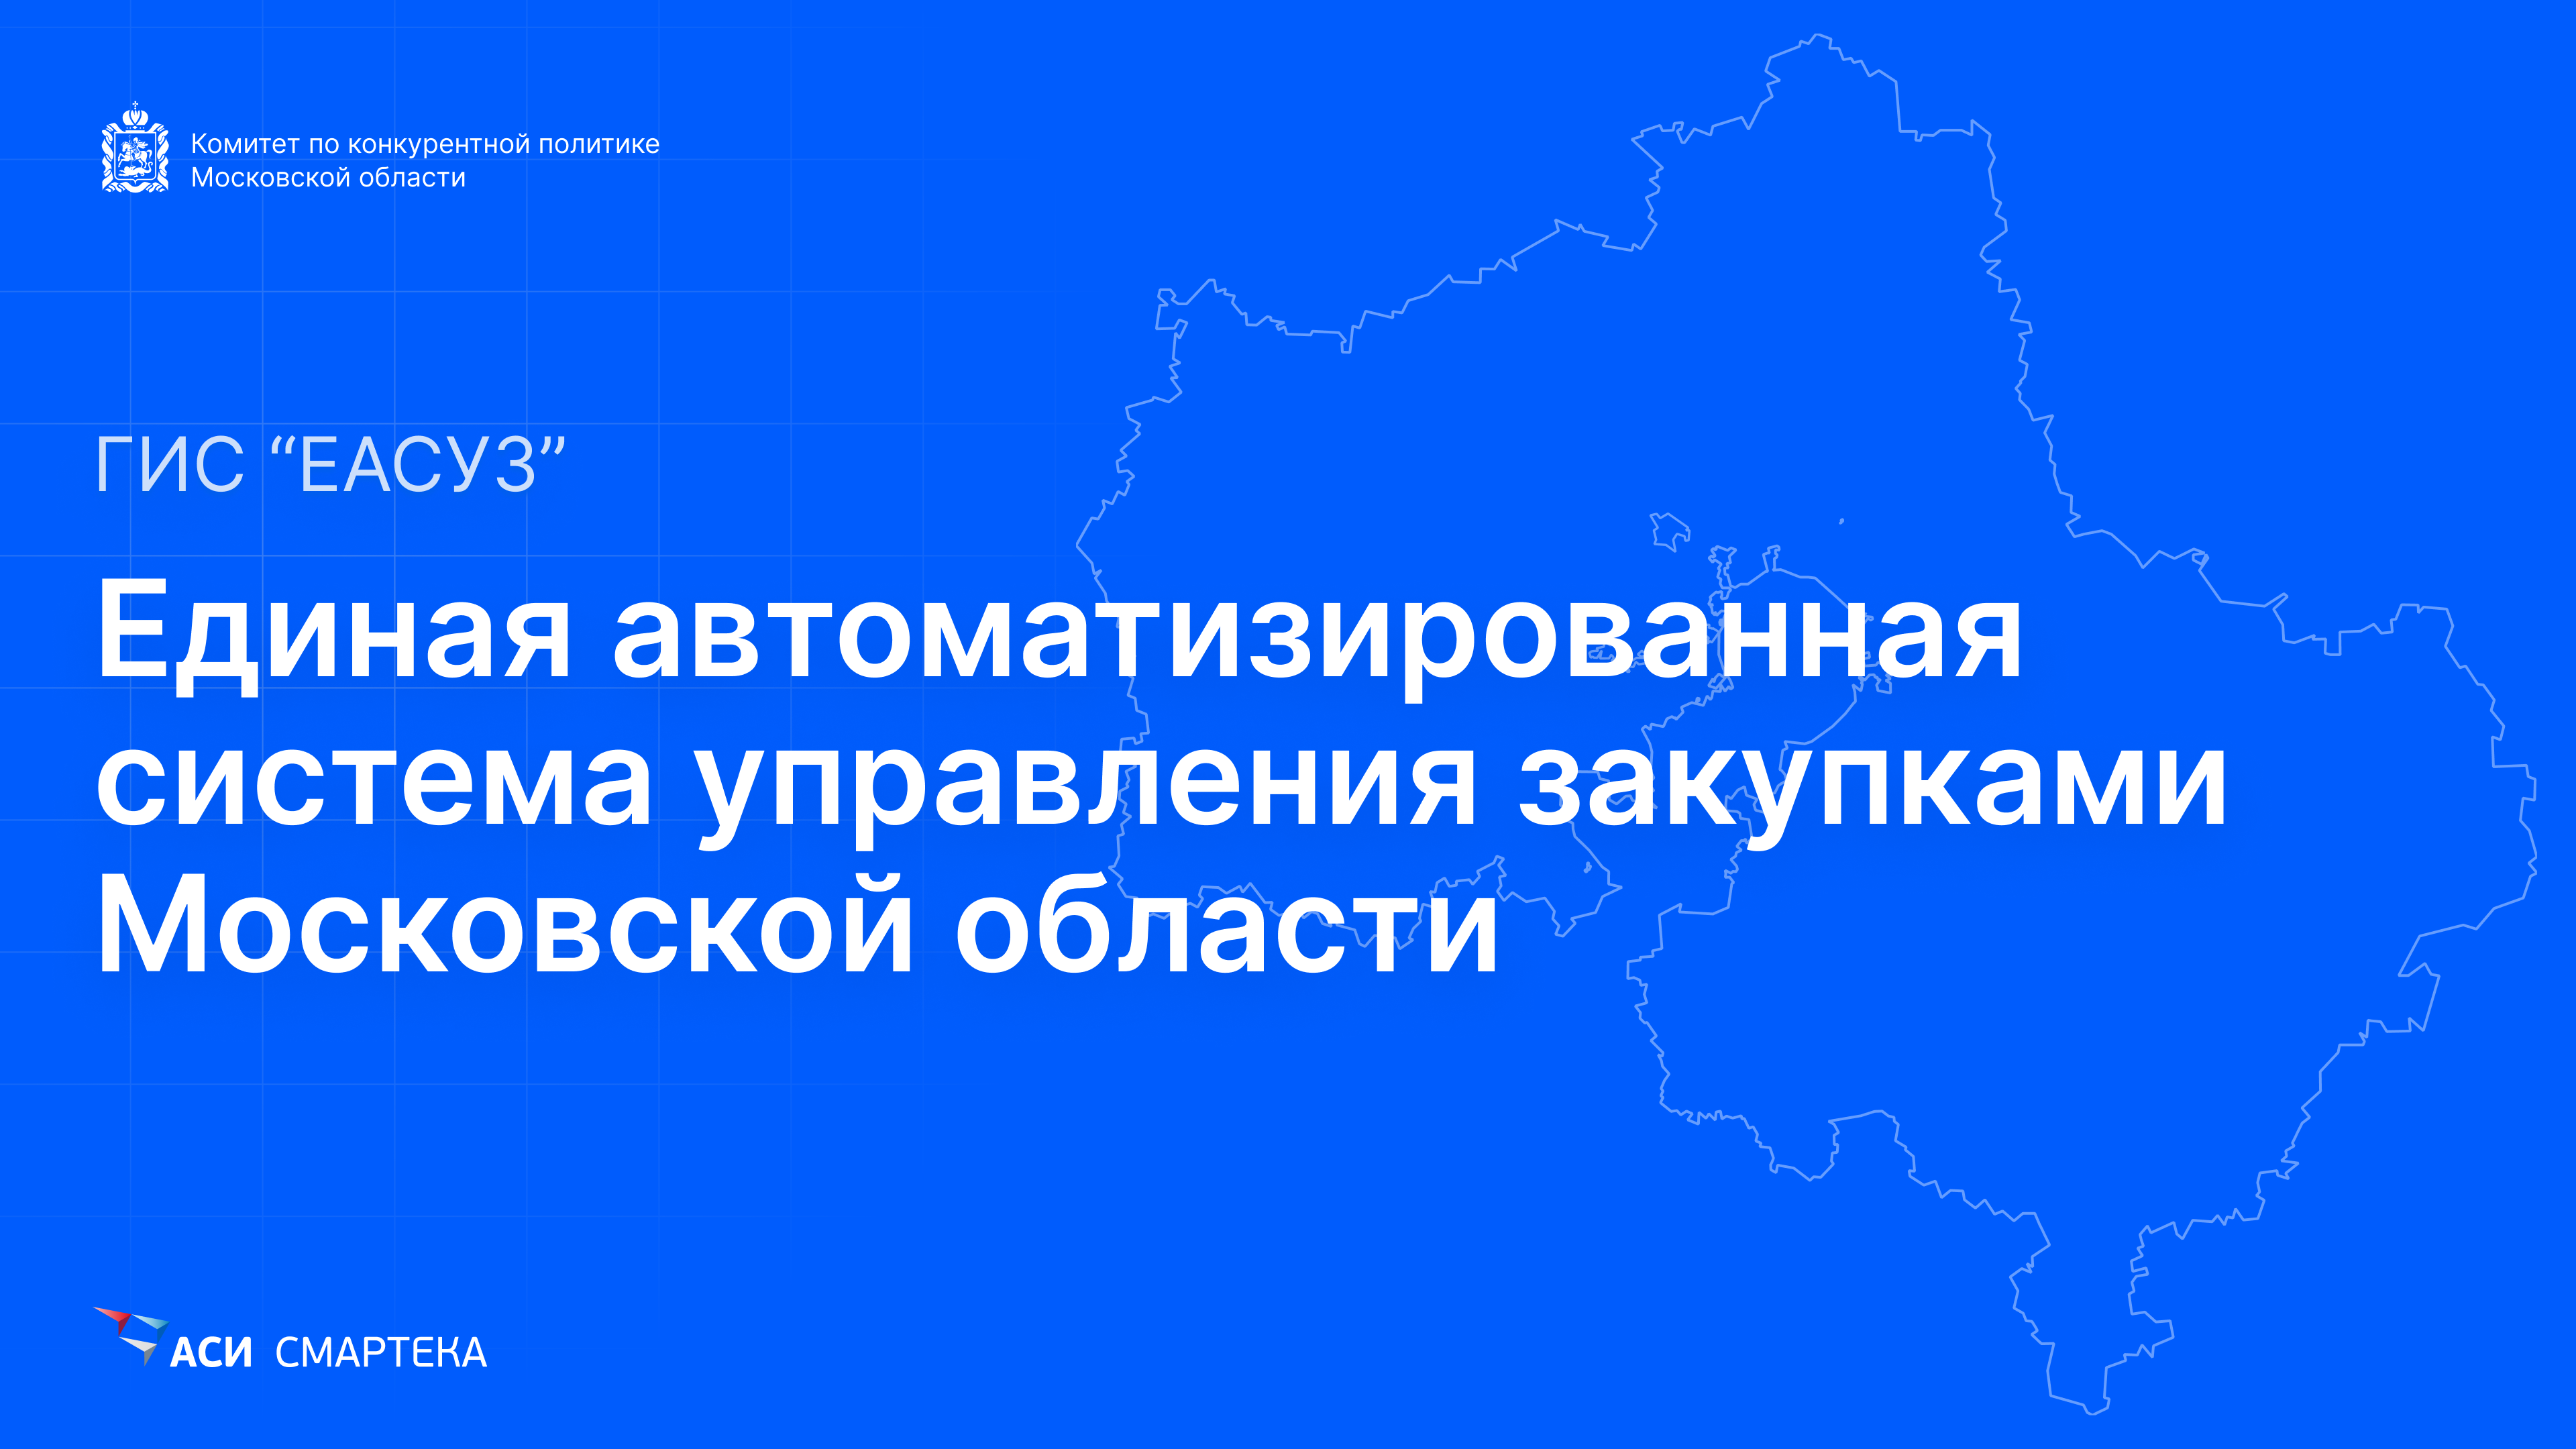 Комитет по конкурентной политике
Московской области
ГИС “ЕАСУЗ”
Единая автоматизированная
система управления закупками
Московской области
АСИ СМАРТЕКА